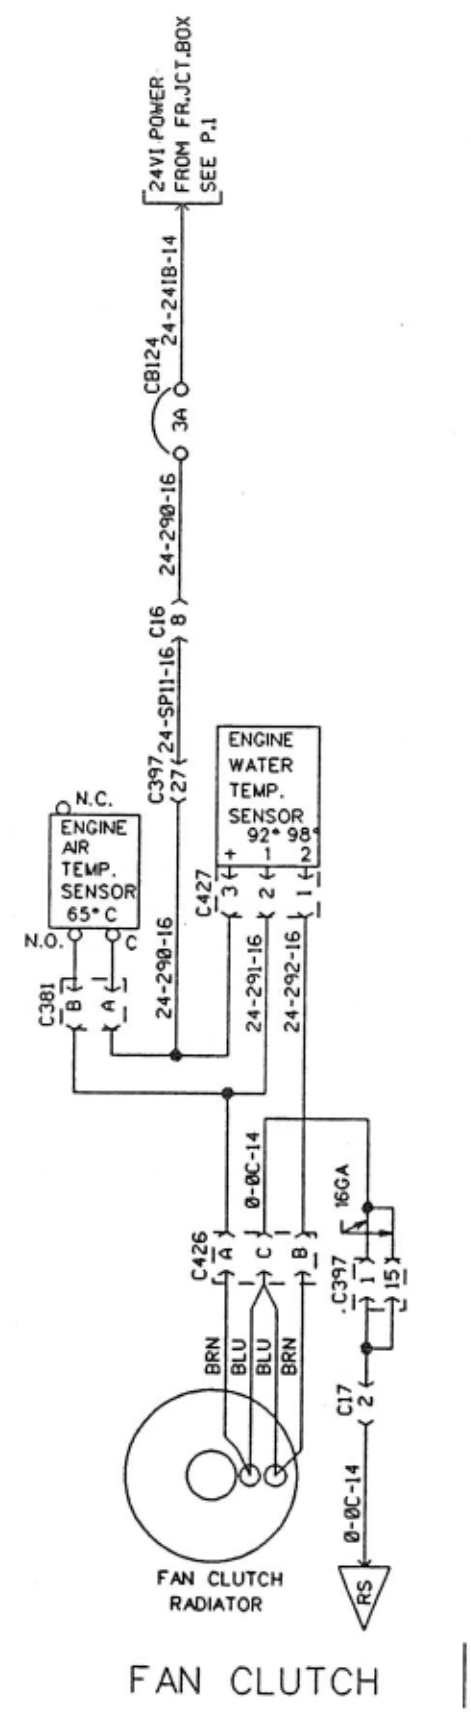 24VI POWER
FROM FR.JCT.BOX
SEE P.1
24-241B-14
CB124
3A
24-290-16
C16
8
24-SP11-16
C397
27
N.C.
ENGINE
AIR
TEMP.
SENSOR
65° C
N.O.
C
ENGINE
WATER
TEMP.
SENSOR
92° 98°
+ 1 2
C427
3 2 1
C381
B A
24-290-16
24-291-16
24-292-16
0-0C-14
16GA
C426
A C B
C397
1 15
BRN
BLU
BLU
BRN
C17
2
0-0C-14
RS
FAN CLUTCH
RADIATOR
FAN CLUTCH